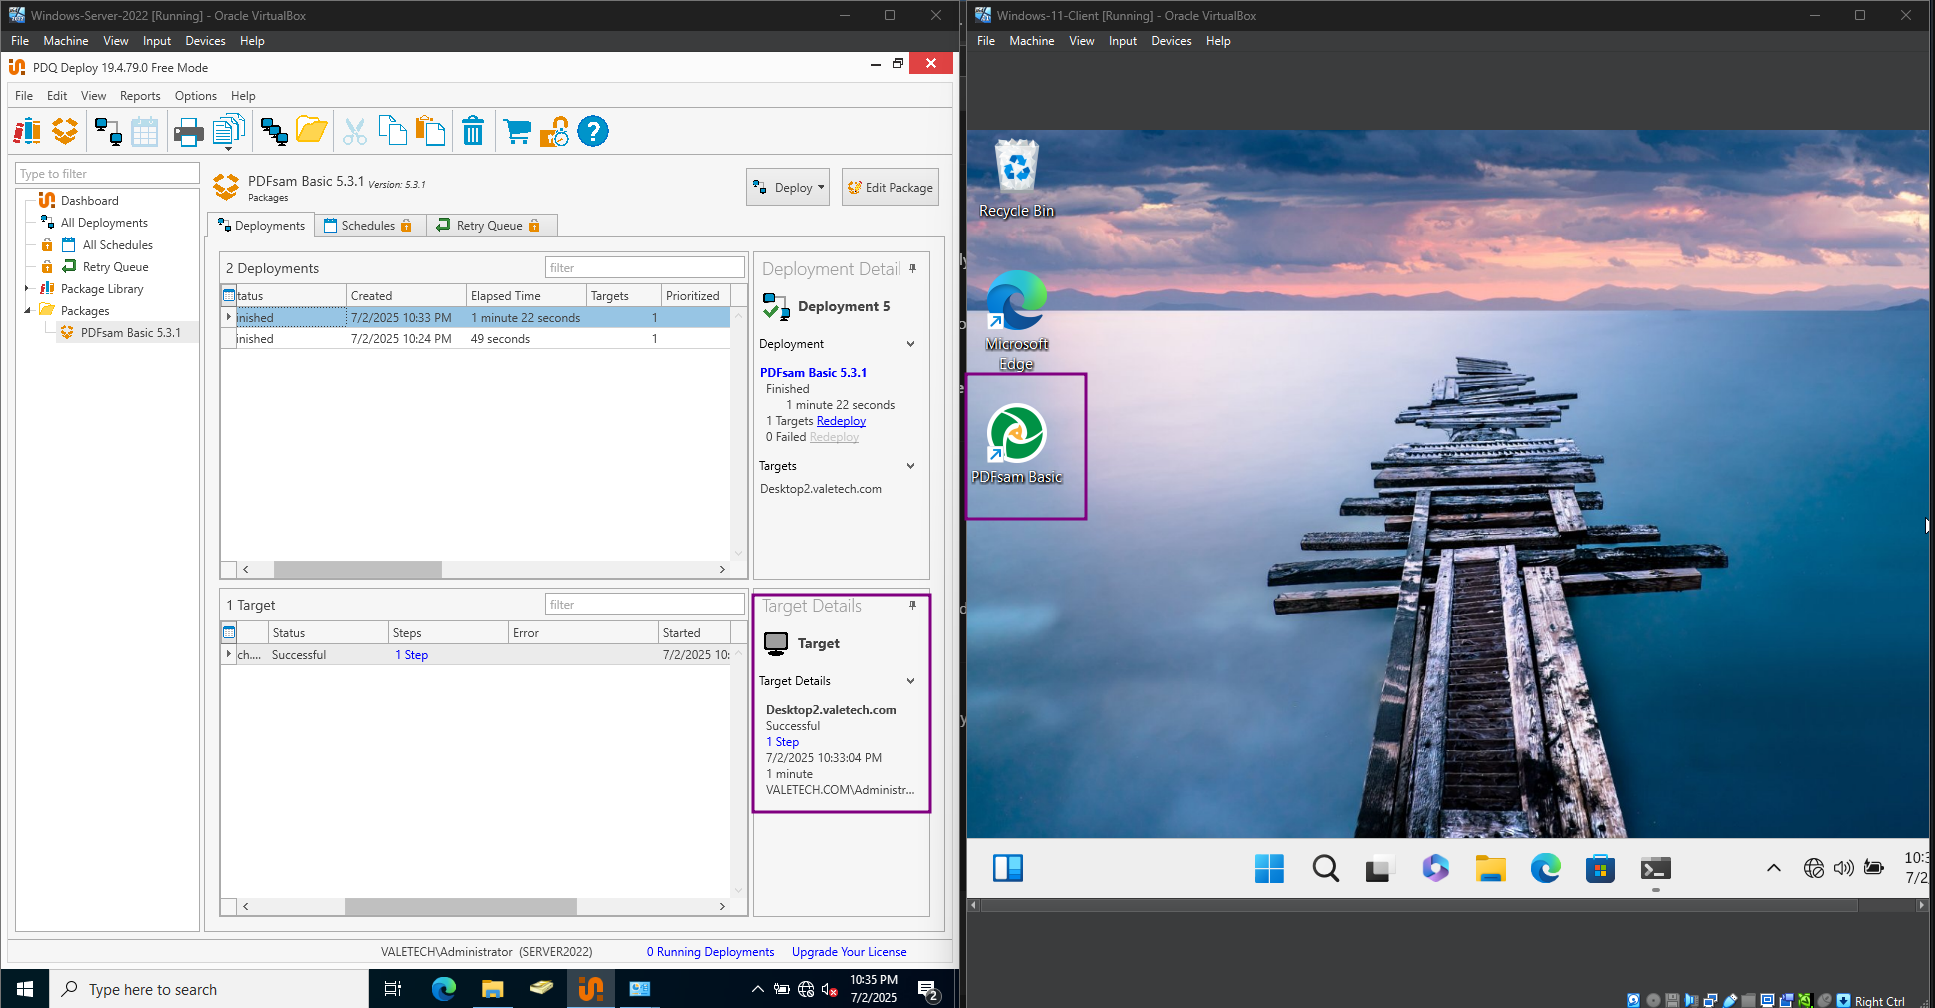 Windows-Server-2022 [Running] - Oracle VirtualBox
File Machine View Input Devices Help
PDQ Deploy 19.4.79.0 Free Mode
File Edit View Reports Options Help
Type to filter
Dashboard
All Deployments
All Schedules
Retry Queue
Package Library
Packages
PDFsam Basic 5.3.1
PDFsam Basic 5.3.1 Version: 5.3.1
Packages
Deploy
Edit Package
Deployments
Schedules
Retry Queue
2 Deployments
filter
tatus Created Elapsed Time Targets Prioritized
inished 7/2/2025 10:33 PM 1 minute 22 seconds 1
inished 7/2/2025 10:24 PM 49 seconds 1
Deployment Detail
Deployment 5
Deployment
PDFsam Basic 5.3.1
Finished
1 minute 22 seconds
1 Targets Redeploy
0 Failed Redeploy
Targets
Desktop2.valetech.com
1 Target
filter
Status Steps Error Started
ch.... Successful 1 Step 7/2/2025 10:
Target Details
Target
Target Details
Desktop2.valetech.com
Successful
1 Step
7/2/2025 10:33:04 PM
1 minute
VALETECH.COM\Administr...
VALETECH\Administrator (SERVER2022)
0 Running Deployments
Upgrade Your License
Type here to search
10:35 PM
7/2/2025
2
Windows-11-Client [Running] - Oracle VirtualBox
File Machine View Input Devices Help
Recycle Bin
Microsoft
Edge
PDFsam Basic
10:3
7/2
Right Ctrl